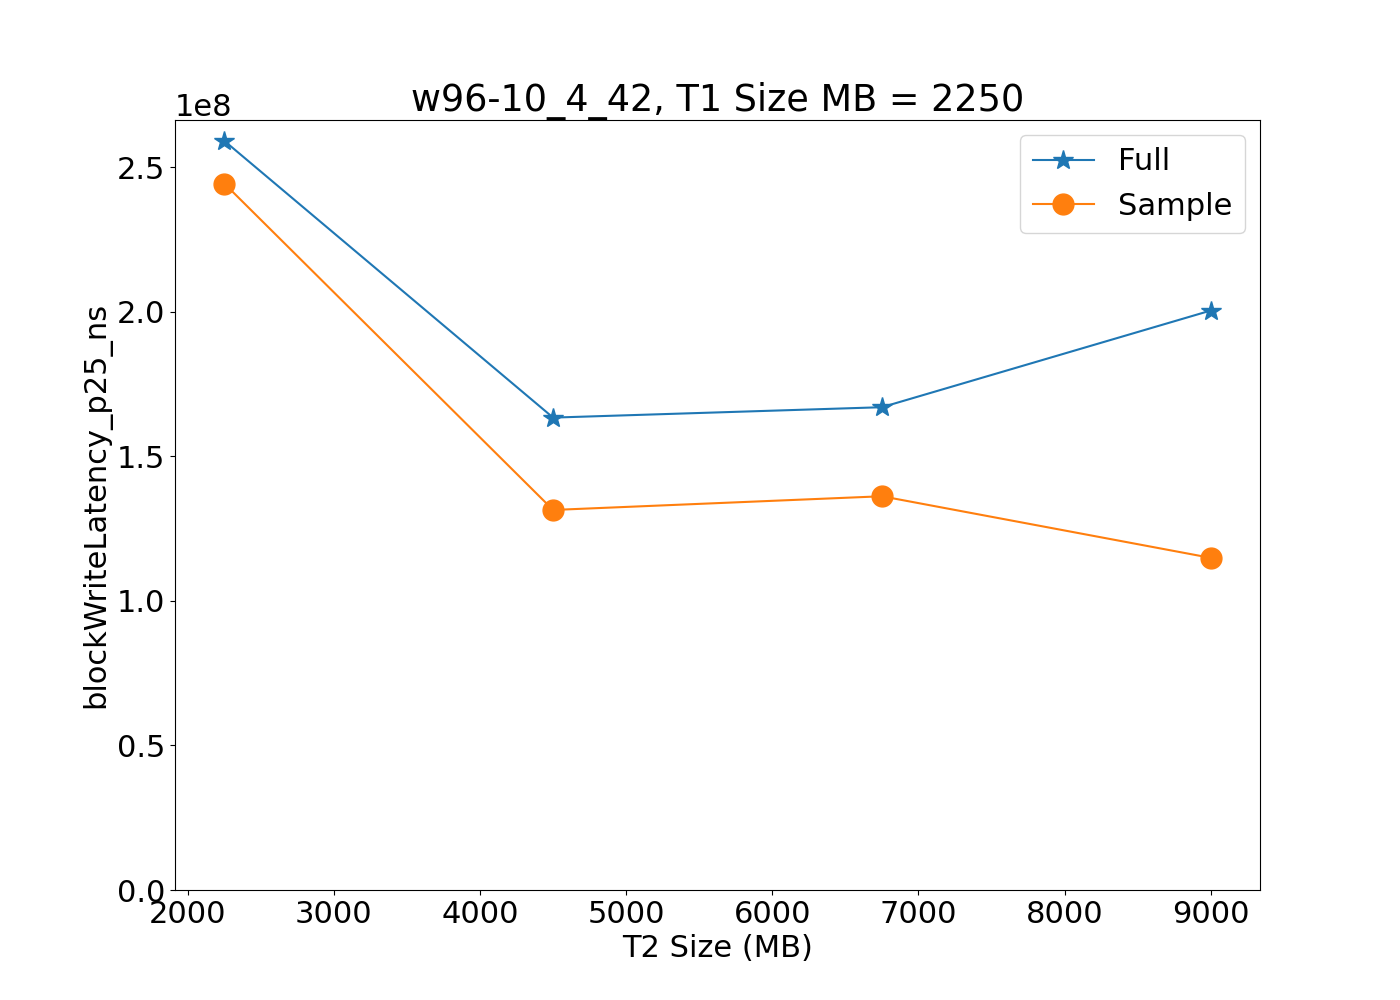 w96-10_4_42, T1 Size MB = 2250
1e8
Full
Sample
2.5
2.0
1.5
1.0
0.5
0.0
blockWriteLatency_p25_ns
2000 3000 4000 5000 6000 7000 8000 9000
T2 Size (MB)